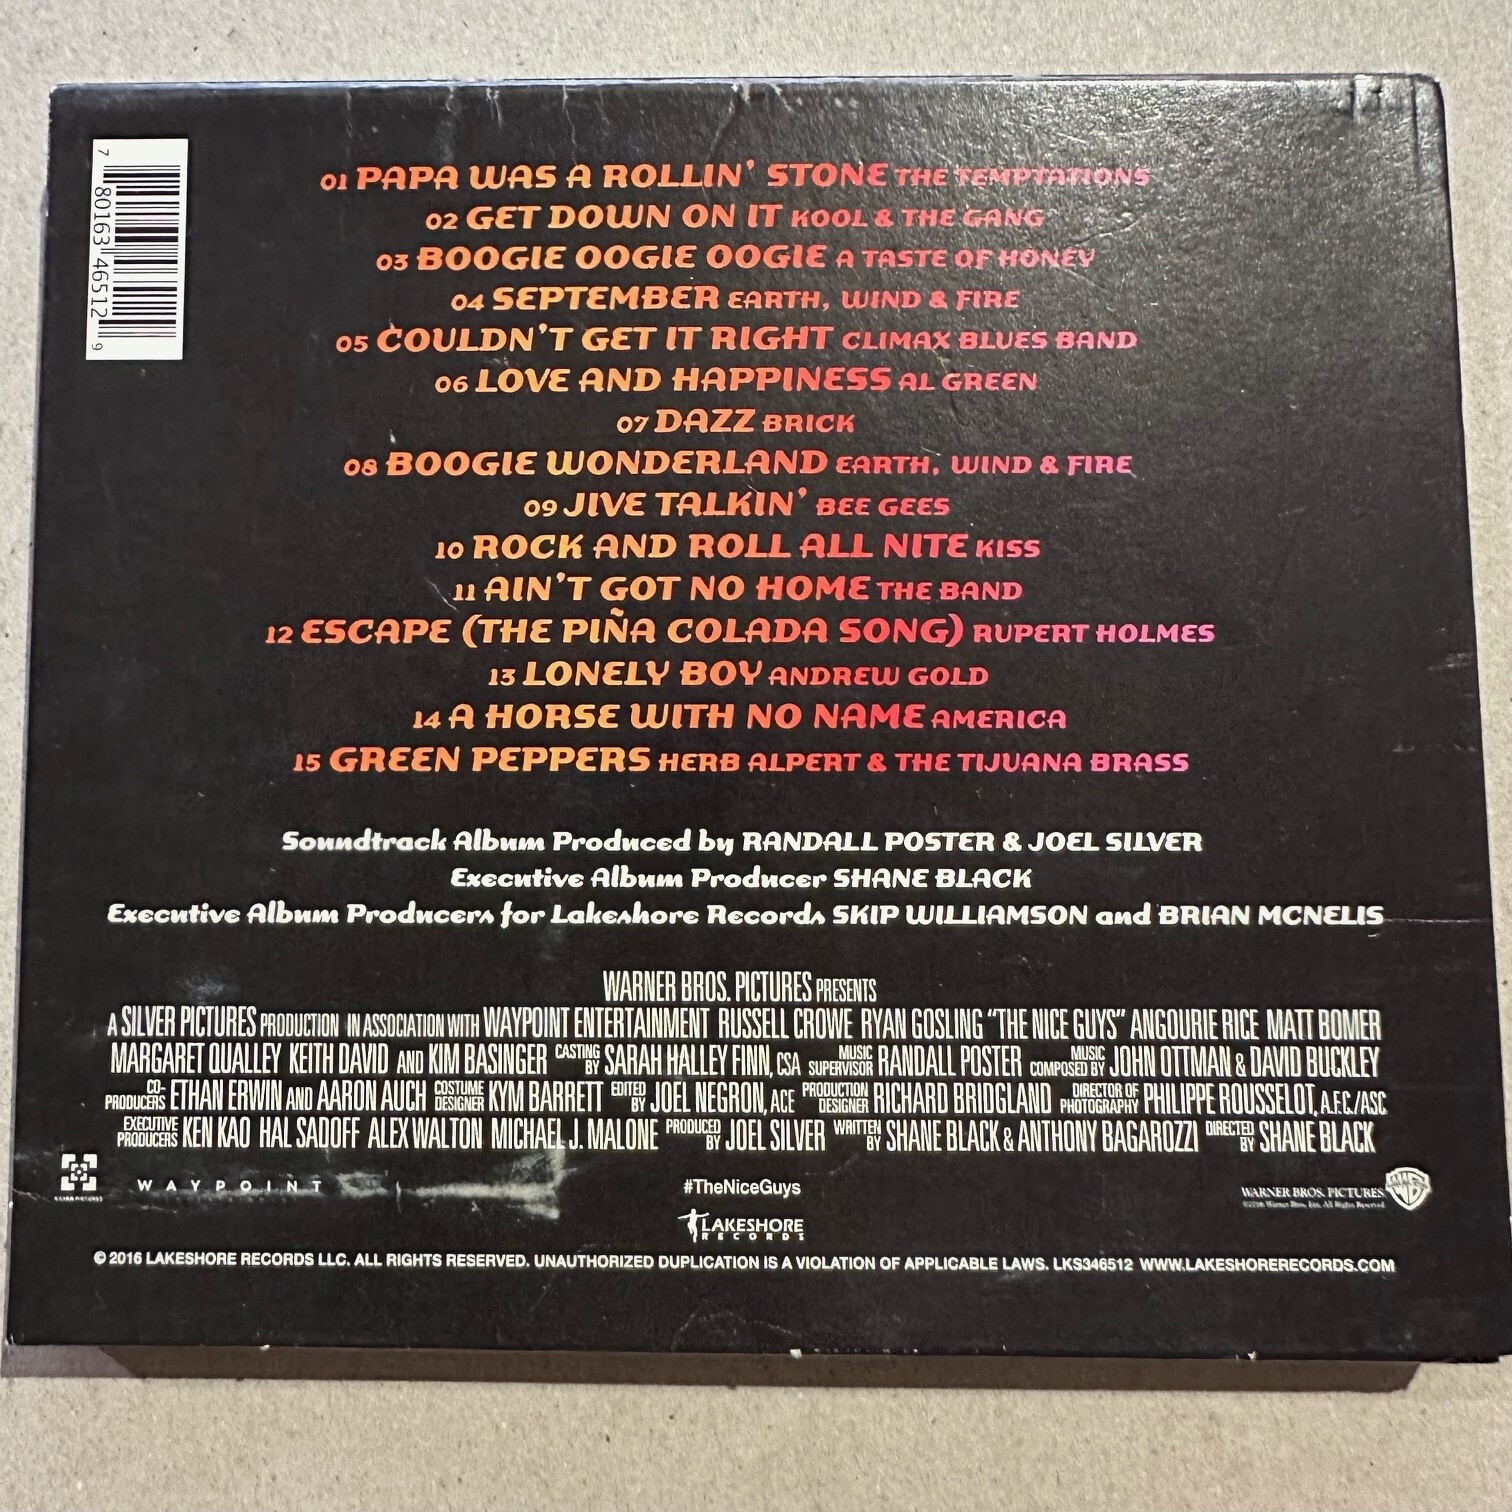 7 80163 46512 9
01 PAPA WAS A ROLLIN' STONE THE TEMPTATIONS
02 GET DOWN ON IT KOOL & THE GANG
03 BOOGIE OOGIE OOGIE A TASTE OF HONEY
04 SEPTEMBER EARTH, WIND & FIRE
05 COULDN'T GET IT RIGHT CLIMAX BLUES BAND
06 LOVE AND HAPPINESS AL GREEN
07 DAZZ BRICK
08 BOOGIE WONDERLAND EARTH, WIND & FIRE
09 JIVE TALKIN' BEE GEES
10 ROCK AND ROLL ALL NITE KISS
11 AIN'T GOT NO HOME THE BAND
12 ESCAPE (THE PIÑA COLADA SONG) RUPERT HOLMES
13 LONELY BOY ANDREW GOLD
14 A HORSE WITH NO NAME AMERICA
15 GREEN PEPPERS HERB ALPERT & THE TIJUANA BRASS
Soundtrack Album Produced by RANDALL POSTER & JOEL SILVER
Executive Album Producer SHANE BLACK
Executive Album Producers for Lakeshore Records SKIP WILLIAMSON and BRIAN MCNELIS
WARNER BROS. PICTURES PRESENTS
A SILVER PICTURES PRODUCTION IN ASSOCIATION WITH WAYPOINT ENTERTAINMENT RUSSELL CROWE RYAN GOSLING "THE NICE GUYS" ANGOURIE RICE MATT BOMER
MARGARET QUALLEY KEITH DAVID AND KIM BASINGER CASTING BY SARAH HALLEY FINN, CSA MUSIC SUPERVISOR RANDALL POSTER MUSIC COMPOSED BY JOHN OTTMAN & DAVID BUCKLEY
CO-PRODUCERS ETHAN ERWIN AND AARON AUCH COSTUME DESIGNER KYM BARRETT EDITED BY JOEL NEGRON, ACE PRODUCTION DESIGNER RICHARD BRIDGLAND DIRECTOR OF PHOTOGRAPHY PHILIPPE ROUSSELOT, A.F.C./ASC
EXECUTIVE PRODUCERS KEN KAO HAL SADOFF ALEX WALTON MICHAEL J. MALONE PRODUCED BY JOEL SILVER WRITTEN BY SHANE BLACK & ANTHONY BAGAROZZI DIRECTED BY SHANE BLACK
SILVER PICTURES
WAYPOINT
#TheNiceGuys
WARNER BROS. PICTURES
LAKESHORE
RECORDS
© 2016 LAKESHORE RECORDS LLC. ALL RIGHTS RESERVED. UNAUTHORIZED DUPLICATION IS A VIOLATION OF APPLICABLE LAWS. LKS346512 WWW.LAKESHORERECORDS.COM